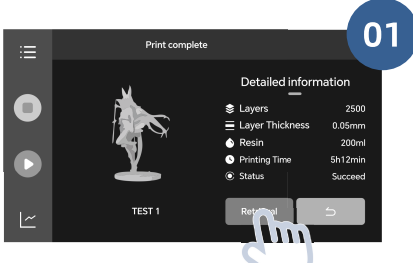 01
Print complete
Detailed information
Layers 2500
Layer Thickness 0.05mm
Resin 200ml
Printing Time 5h12min
Status Succeed
TEST 1